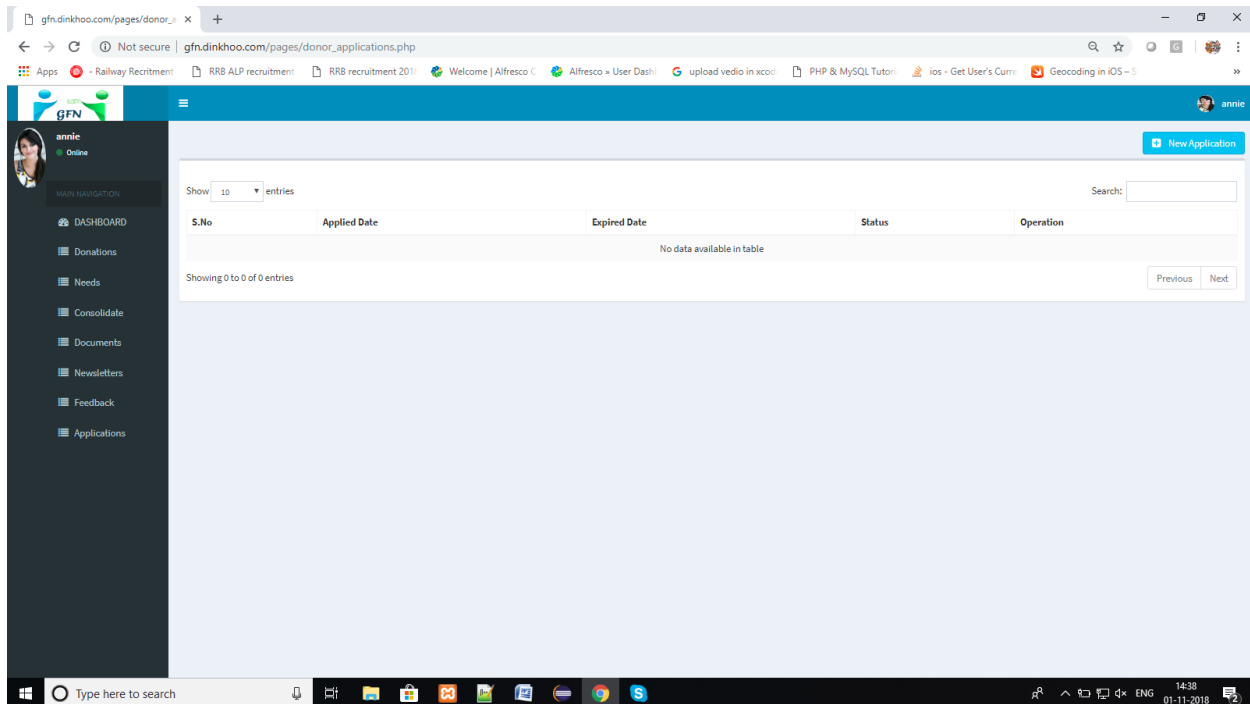 gfn.dinkhoo.com/pages/donor_a
Not secure gfn.dinkhoo.com/pages/donor_applications.php
Apps - Railway Recritment RRB ALP recruitment RRB recruitment 201 Welcome | Alfresco C Alfresco » User Dash G upload vedio in xcod PHP & MySQL Tutori ios - Get User's Curre Geocoding in iOS – S »
GFN annie
annie
Online
New Application
MAIN NAVIGATION
Show 10 entries Search:
DASHBOARD
Donations
Needs
Consolidate
Documents
Newsletters
Feedback
Applications
S.No Applied Date Expired Date Status Operation
No data available in table
Showing 0 to 0 of 0 entries Previous Next
Type here to search ENG 14:38
01-11-2018 2